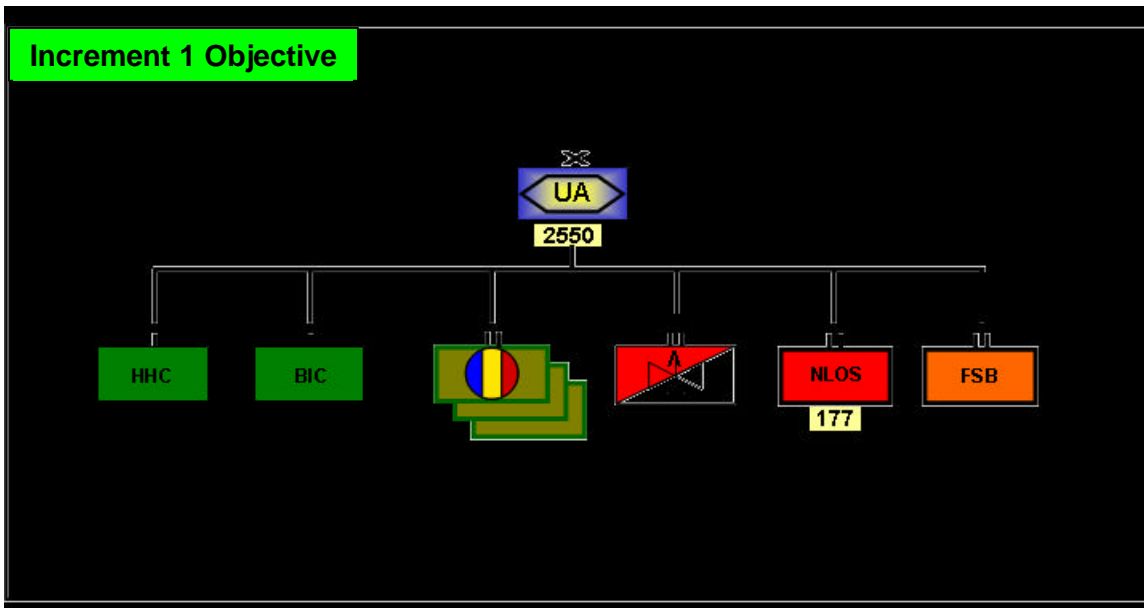 Increment 1 Objective
UA
2550
HHC
BIC
A
NLOS
FSB
177